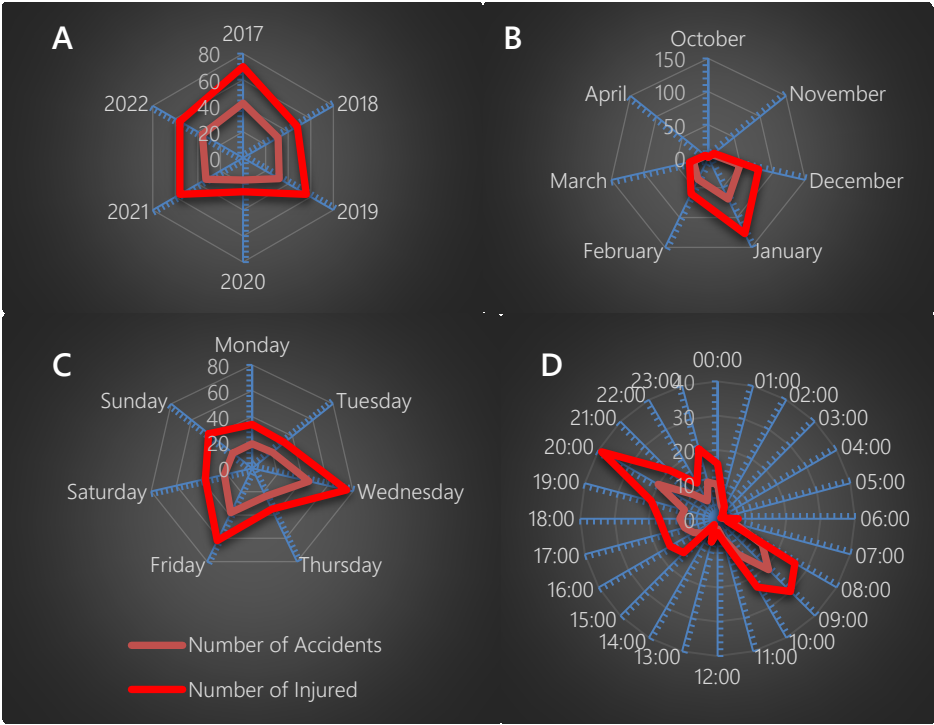 A
2017
80
60
40
20
0
2018
2019
2020
2021
2022
B
October
150
100
50
0
November
December
January
February
March
April
C
Monday
80
60
40
20
0
Tuesday
Wednesday
Thursday
Friday
Saturday
Sunday
Number of Accidents
Number of Injured
D
00:00
40
30
20
10
0
01:00
02:00
03:00
04:00
05:00
06:00
07:00
08:00
09:00
10:00
11:00
12:00
13:00
14:00
15:00
16:00
17:00
18:00
19:00
20:00
21:00
22:00
23:00